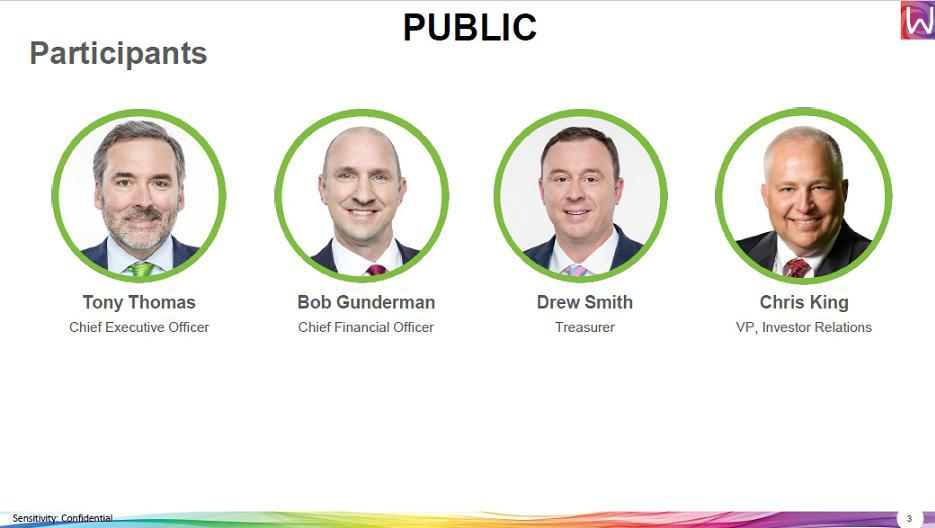 PUBLIC
Participants
Tony Thomas
Chief Executive Officer
Bob Gunderman
Chief Financial Officer
Drew Smith
Treasurer
Chris King
VP, Investor Relations
Sensitivity: Confidential
3